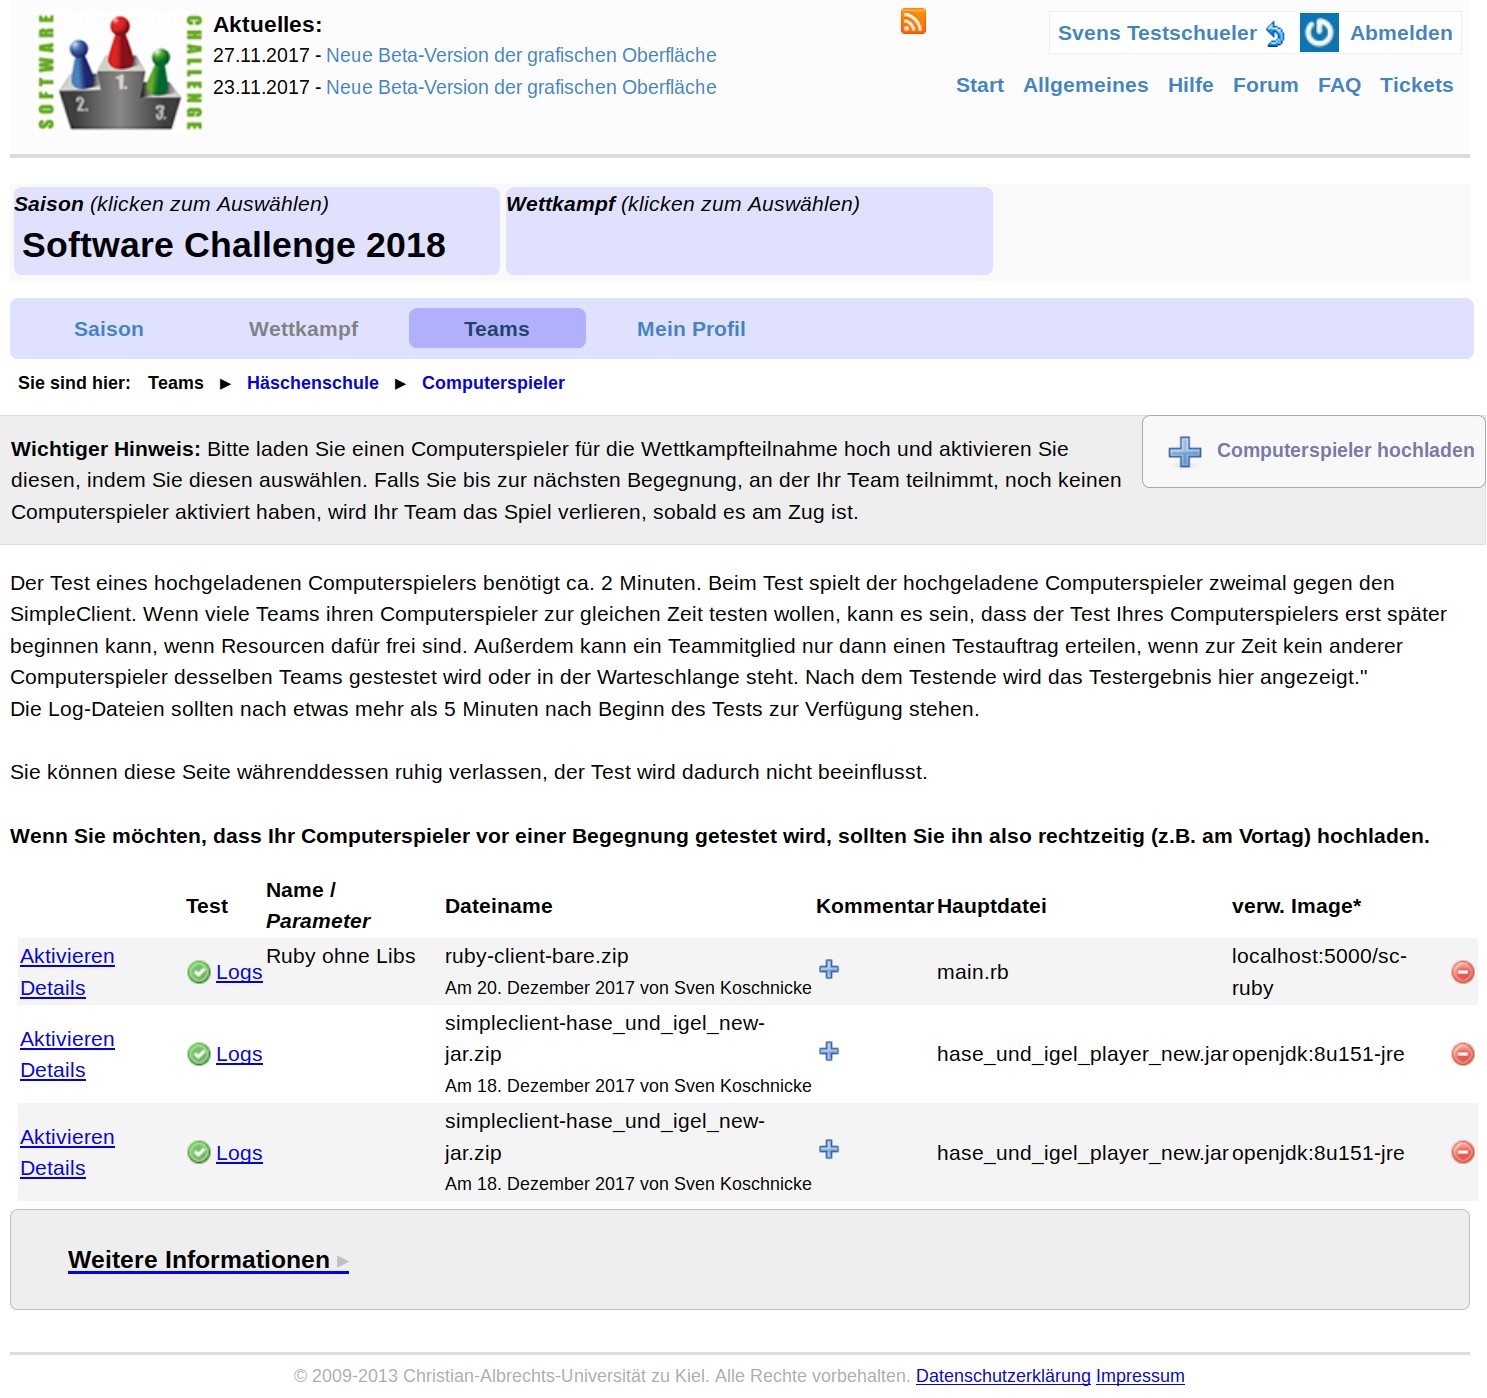 SOFTWARE CHALLENGE
1.
2.
3.
Aktuelles:
27.11.2017 - Neue Beta-Version der grafischen Oberfläche
23.11.2017 - Neue Beta-Version der grafischen Oberfläche
Svens Testschueler Abmelden
Start Allgemeines Hilfe Forum FAQ Tickets
Saison (klicken zum Auswählen)
Software Challenge 2018
Wettkampf (klicken zum Auswählen)
Saison Wettkampf Teams Mein Profil
Sie sind hier: Teams ► Häschenschule ► Computerspieler
Wichtiger Hinweis: Bitte laden Sie einen Computerspieler für die Wettkampfteilnahme hoch und aktivieren Sie
diesen, indem Sie diesen auswählen. Falls Sie bis zur nächsten Begegnung, an der Ihr Team teilnimmt, noch keinen
Computerspieler aktiviert haben, wird Ihr Team das Spiel verlieren, sobald es am Zug ist.
Computerspieler hochladen
Der Test eines hochgeladenen Computerspielers benötigt ca. 2 Minuten. Beim Test spielt der hochgeladene Computerspieler zweimal gegen den
SimpleClient. Wenn viele Teams ihren Computerspieler zur gleichen Zeit testen wollen, kann es sein, dass der Test Ihres Computerspielers erst später
beginnen kann, wenn Resourcen dafür frei sind. Außerdem kann ein Teammitglied nur dann einen Testauftrag erteilen, wenn zur Zeit kein anderer
Computerspieler desselben Teams gestestet wird oder in der Warteschlange steht. Nach dem Testende wird das Testergebnis hier angezeigt."
Die Log-Dateien sollten nach etwas mehr als 5 Minuten nach Beginn des Tests zur Verfügung stehen.
Sie können diese Seite währenddessen ruhig verlassen, der Test wird dadurch nicht beeinflusst.
Wenn Sie möchten, dass Ihr Computerspieler vor einer Begegnung getestet wird, sollten Sie ihn also rechtzeitig (z.B. am Vortag) hochladen.
Test Name / Parameter Dateiname Kommentar Hauptdatei verw. Image*
Aktivieren
Details
Logs
Ruby ohne Libs
ruby-client-bare.zip
Am 20. Dezember 2017 von Sven Koschnicke
main.rb
localhost:5000/sc-
ruby
Aktivieren
Details
Logs
simpleclient-hase_und_igel_new-
jar.zip
Am 18. Dezember 2017 von Sven Koschnicke
hase_und_igel_player_new.jar
openjdk:8u151-jre
Aktivieren
Details
Logs
simpleclient-hase_und_igel_new-
jar.zip
Am 18. Dezember 2017 von Sven Koschnicke
hase_und_igel_player_new.jar
openjdk:8u151-jre
Weitere Informationen ►
© 2009-2013 Christian-Albrechts-Universität zu Kiel. Alle Rechte vorbehalten. Datenschutzerklärung Impressum